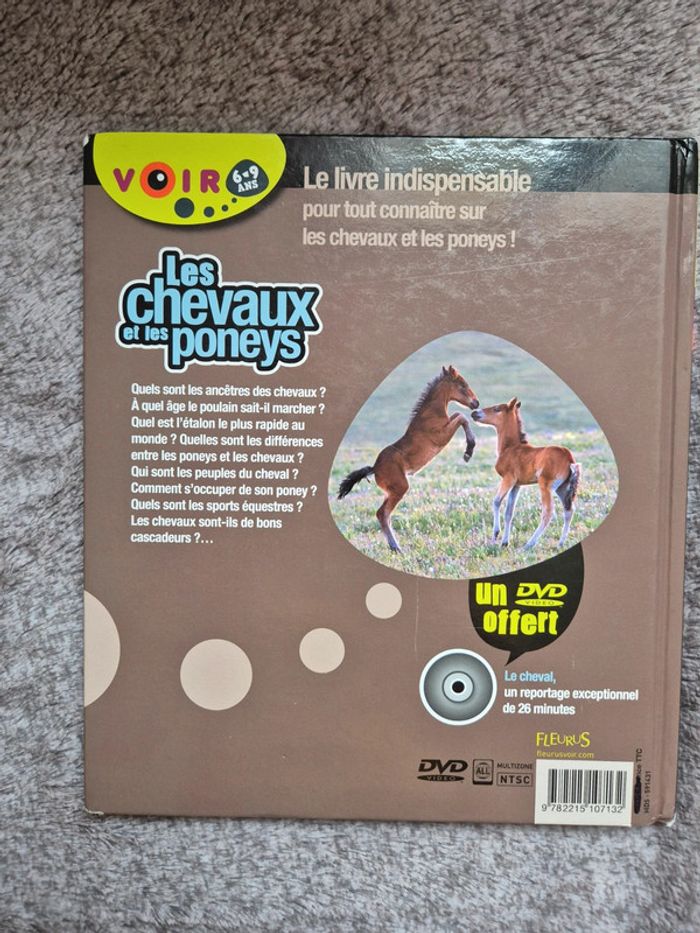 VOIR
6-9
ANS
Le livre indispensable
pour tout connaître sur
les chevaux et les poneys !
Les
chevaux
et les poneys
Quels sont les ancêtres des chevaux ?
À quel âge le poulain sait-il marcher ?
Quel est l'étalon le plus rapide au
monde ? Quelles sont les différences
entre les poneys et les chevaux ?
Qui sont les peuples du cheval ?
Comment s'occuper de son poney ?
Quels sont les sports équestres ?
Les chevaux sont-ils de bons
cascadeurs ?...
un DVD
VIDEO
offert
Le cheval,
un reportage exceptionnel
de 26 minutes
FLEURUS
fleurusvoir.com
DVD
VIDEO
ALL
MULTIZONE
NTSC
9 782215 107132
TTC
MDS : 591431